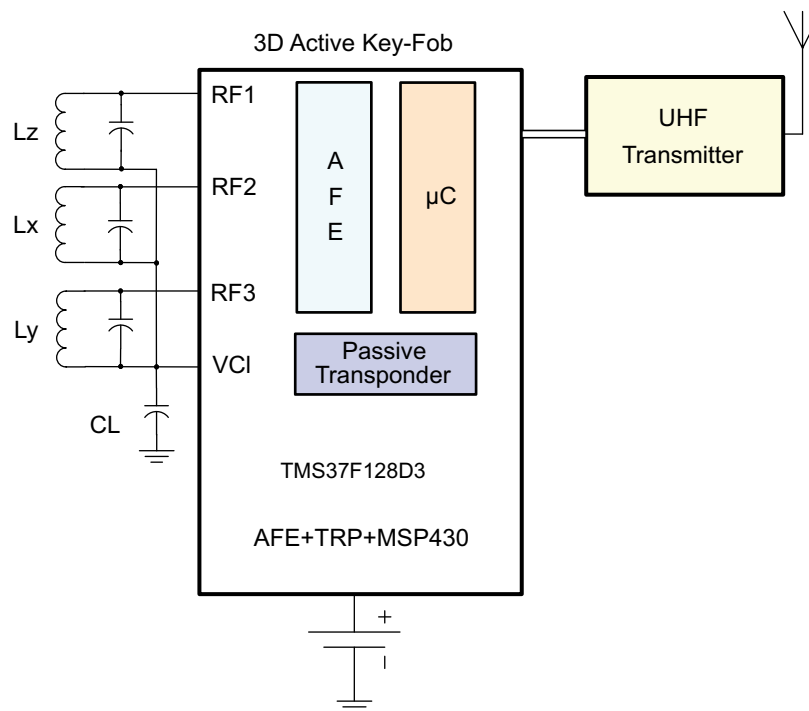 3D Active Key-Fob
RF1
Lz
A
F
E
µC
UHF
Transmitter
RF2
Lx
RF3
Ly
VCl
Passive
Transponder
CL
TMS37F128D3
AFE+TRP+MSP430
+
–